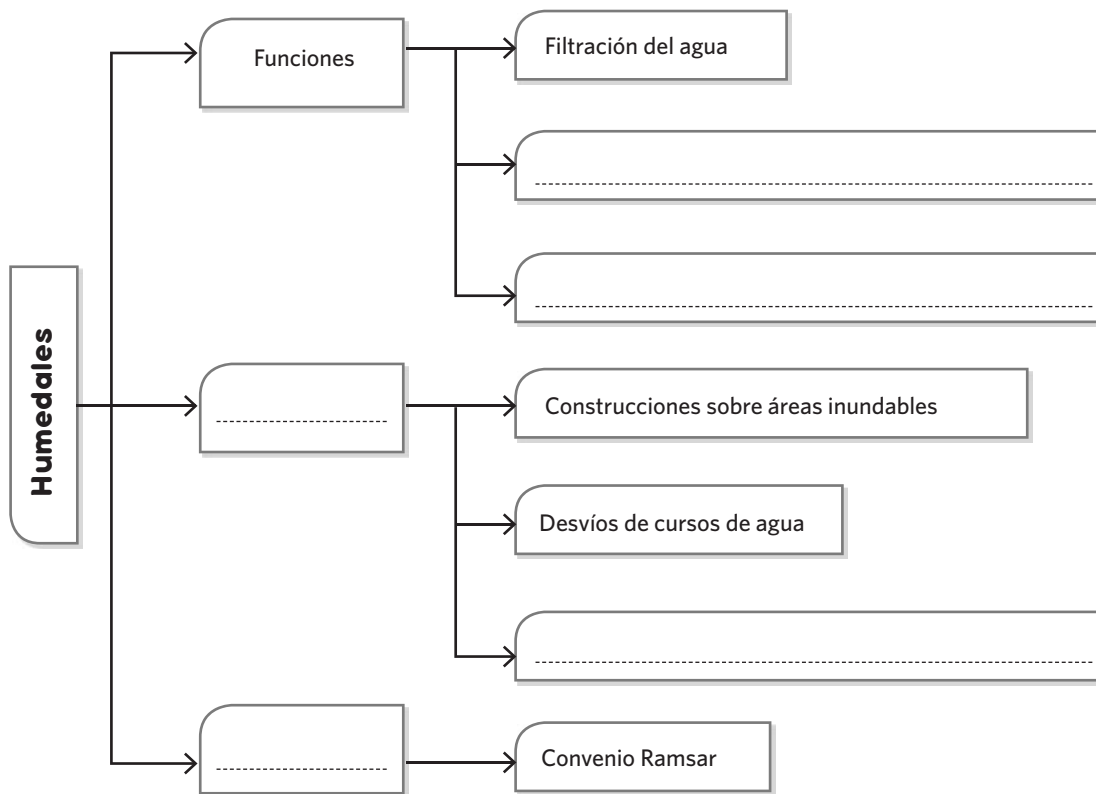 Humedales
Funciones
Filtración del agua
Construcciones sobre áreas inundables
Desvíos de cursos de agua
Convenio Ramsar